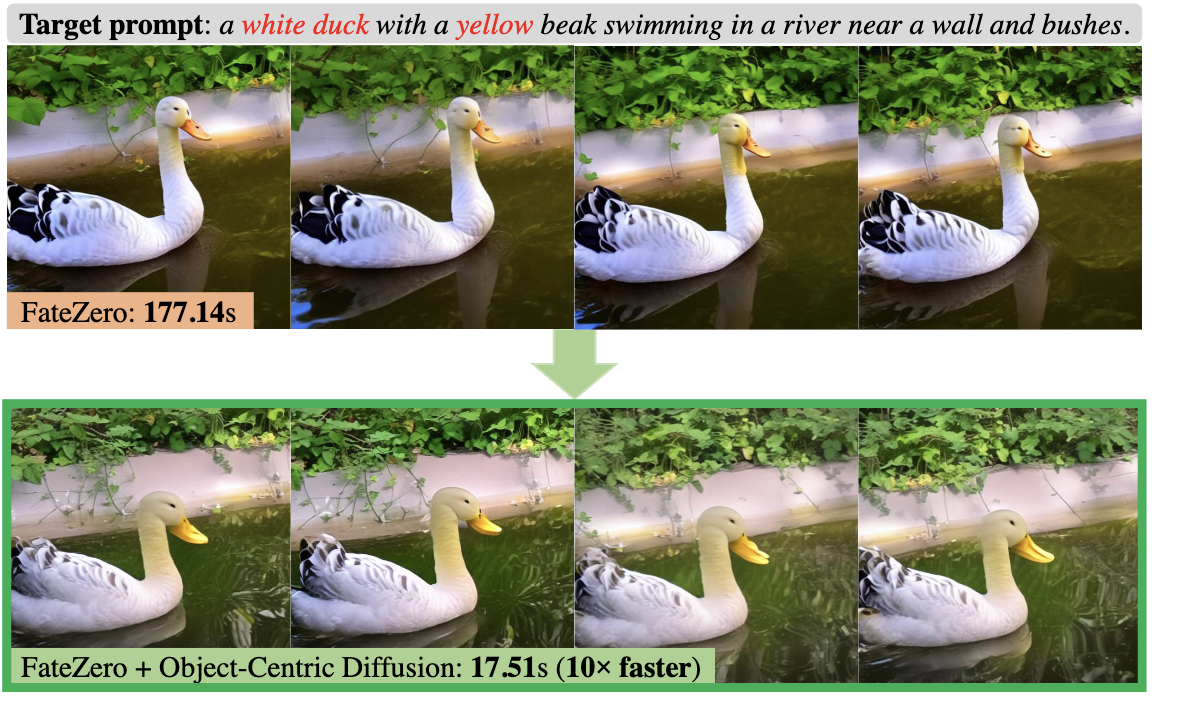 Target prompt: a white duck with a yellow beak swimming in a river near a wall and bushes.
FateZero: 177.14s
FateZero + Object-Centric Diffusion: 17.51s (10× faster)